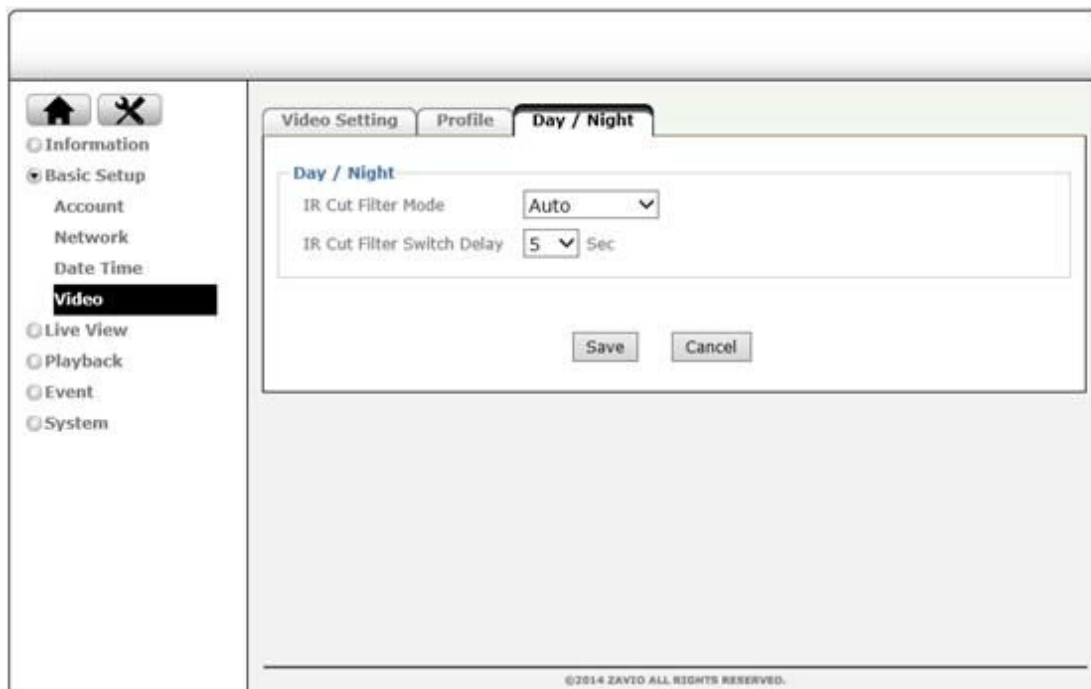 Video Setting Profile Day / Night
Information
Basic Setup
Account
Network
Date Time
Video
Live View
Playback
Event
System
Day / Night
IR Cut Filter Mode Auto
IR Cut Filter Switch Delay 5 Sec
Save Cancel
©2014 ZAVIO ALL RIGHTS RESERVED.